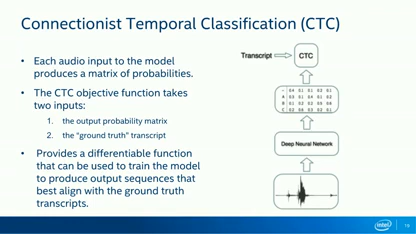 Connectionist Temporal Classification (CTC)
• Each audio input to the model
produces a matrix of probabilities.
• The CTC objective function takes
two inputs:
1. the output probability matrix
2. the “ground truth” transcript
• Provides a differentiable function
that can be used to train the model
to produce output sequences that
best align with the ground truth
transcripts.
Transcript
CTC
Deep Neural Network
intel